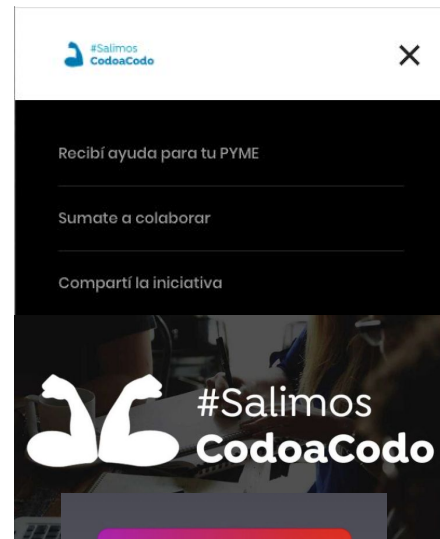 #Salimos
CodoaCodo
Recibí ayuda para tu PYME
Sumate a colaborar
Compartí la iniciativa
#Salimos
CodoaCodo